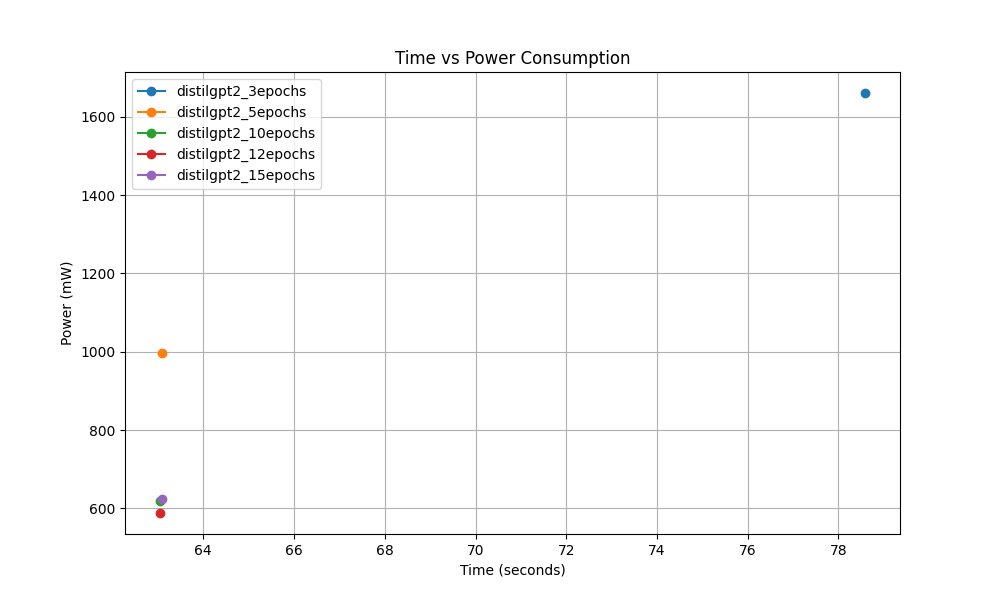 Time vs Power Consumption
distilgpt2_3epochs
distilgpt2_5epochs
distilgpt2_10epochs
distilgpt2_12epochs
distilgpt2_15epochs
Power (mW)
1600
1400
1200
1000
800
600
64 66 68 70 72 74 76 78
Time (seconds)